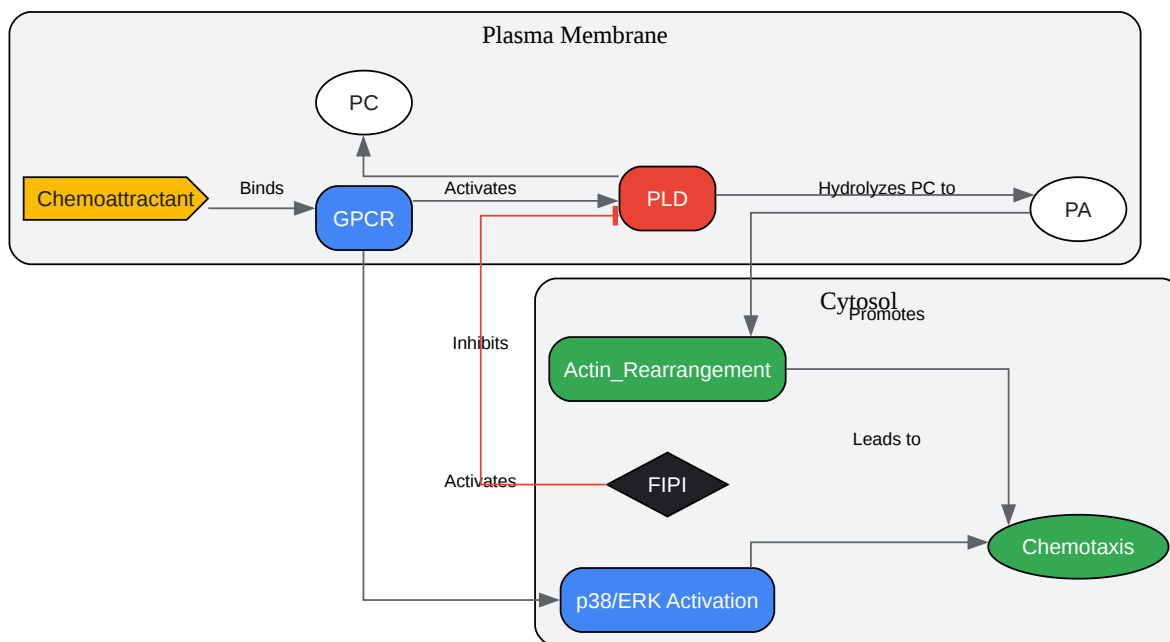 Plasma Membrane
PC
Chemoattractant
Binds
GPCR
Activates
PLD
Hydrolyzes PC to
PA
Cytosol
Promotes
Inhibits
Actin_Rearrangement
Leads to
Activates
FIPI
Chemotaxis
p38/ERK Activation